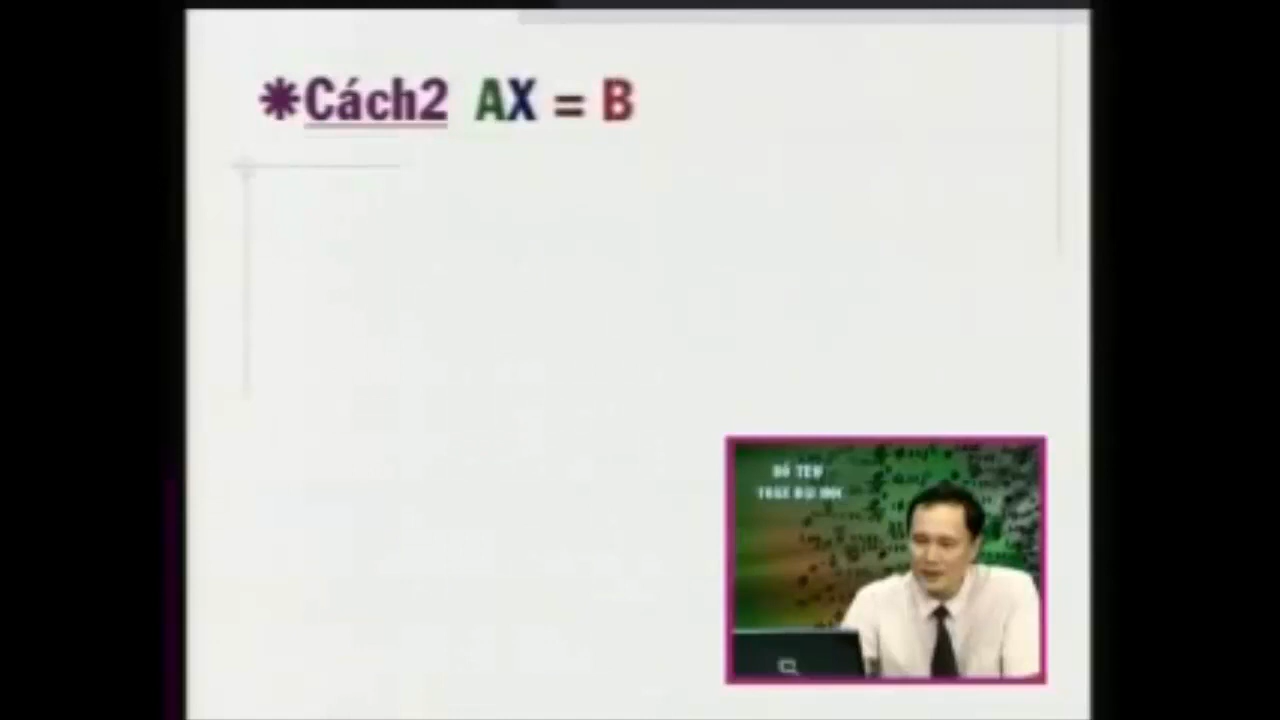 *Cách2 AX = B